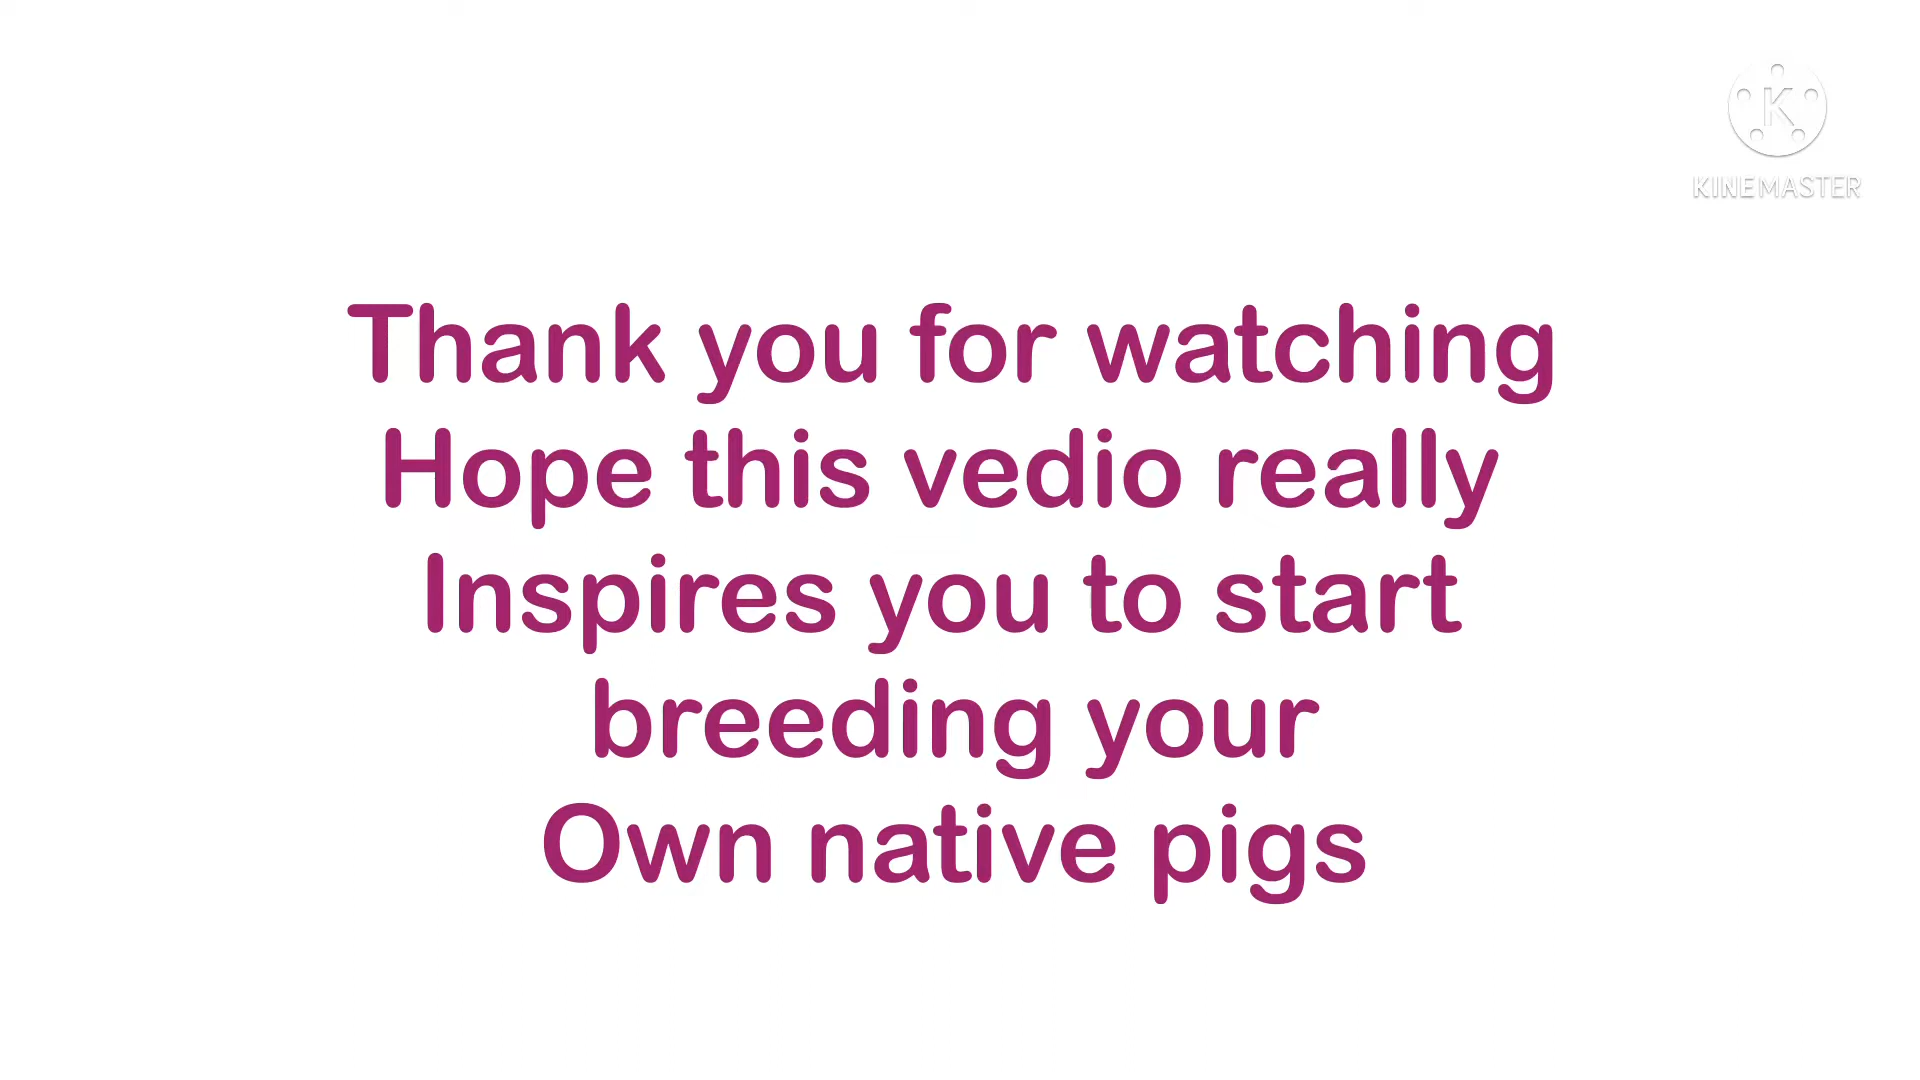 K
KINEMASTER
Thank you for watching
Hope this vedio really
Inspires you to start
breeding your
Own native pigs